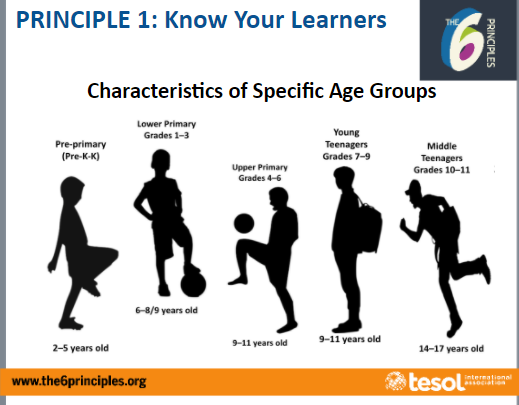 PRINCIPLE 1: Know Your Learners
THE 6 PRINCIPLES
Characteristics of Specific Age Groups
Pre-primary
(Pre-K-K)
2–5 years old
Lower Primary
Grades 1–3
6–8/9 years old
Upper Primary
Grades 4–6
9–11 years old
Young
Teenagers
Grades 7–9
9–11 years old
Middle
Teenagers
Grades 10–11
14–17 years old
www.the6principles.org
tesol international
association